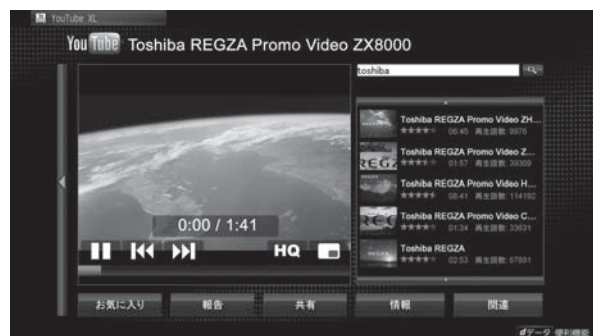 YouTube XL
YouTube Toshiba REGZA Promo Video ZX8000
toshiba
Toshiba REGZA Promo Video ZH...
06:45 再生回数: 9976
Toshiba REGZA Promo Video Z...
01:57 再生回数: 39309
Toshiba REGZA Promo Video H...
08:41 再生回数: 114192
Toshiba REGZA Promo Video C...
01:34 再生回数: 33831
Toshiba REGZA
02:53 再生回数: 67891
0:00 / 1:41
HQ
お気に入り 報告 共有 情報 関連
dデータ 便利機能